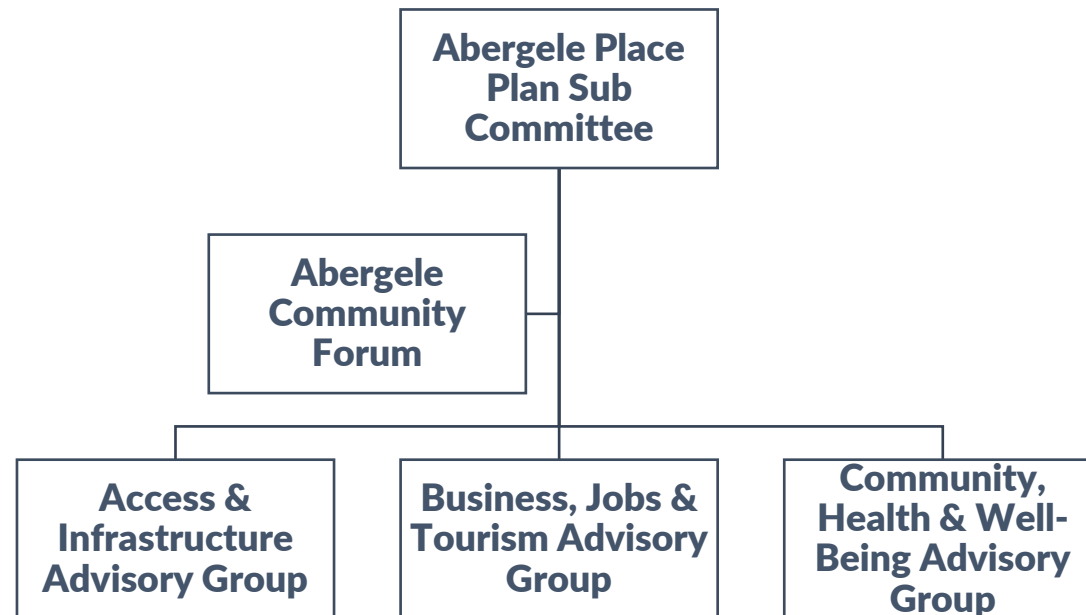 Abergele Place
Plan Sub
Committee
Abergele
Community
Forum
Access &
Infrastructure
Advisory Group
Business, Jobs &
Tourism Advisory
Group
Community,
Health & Well-
Being Advisory
Group